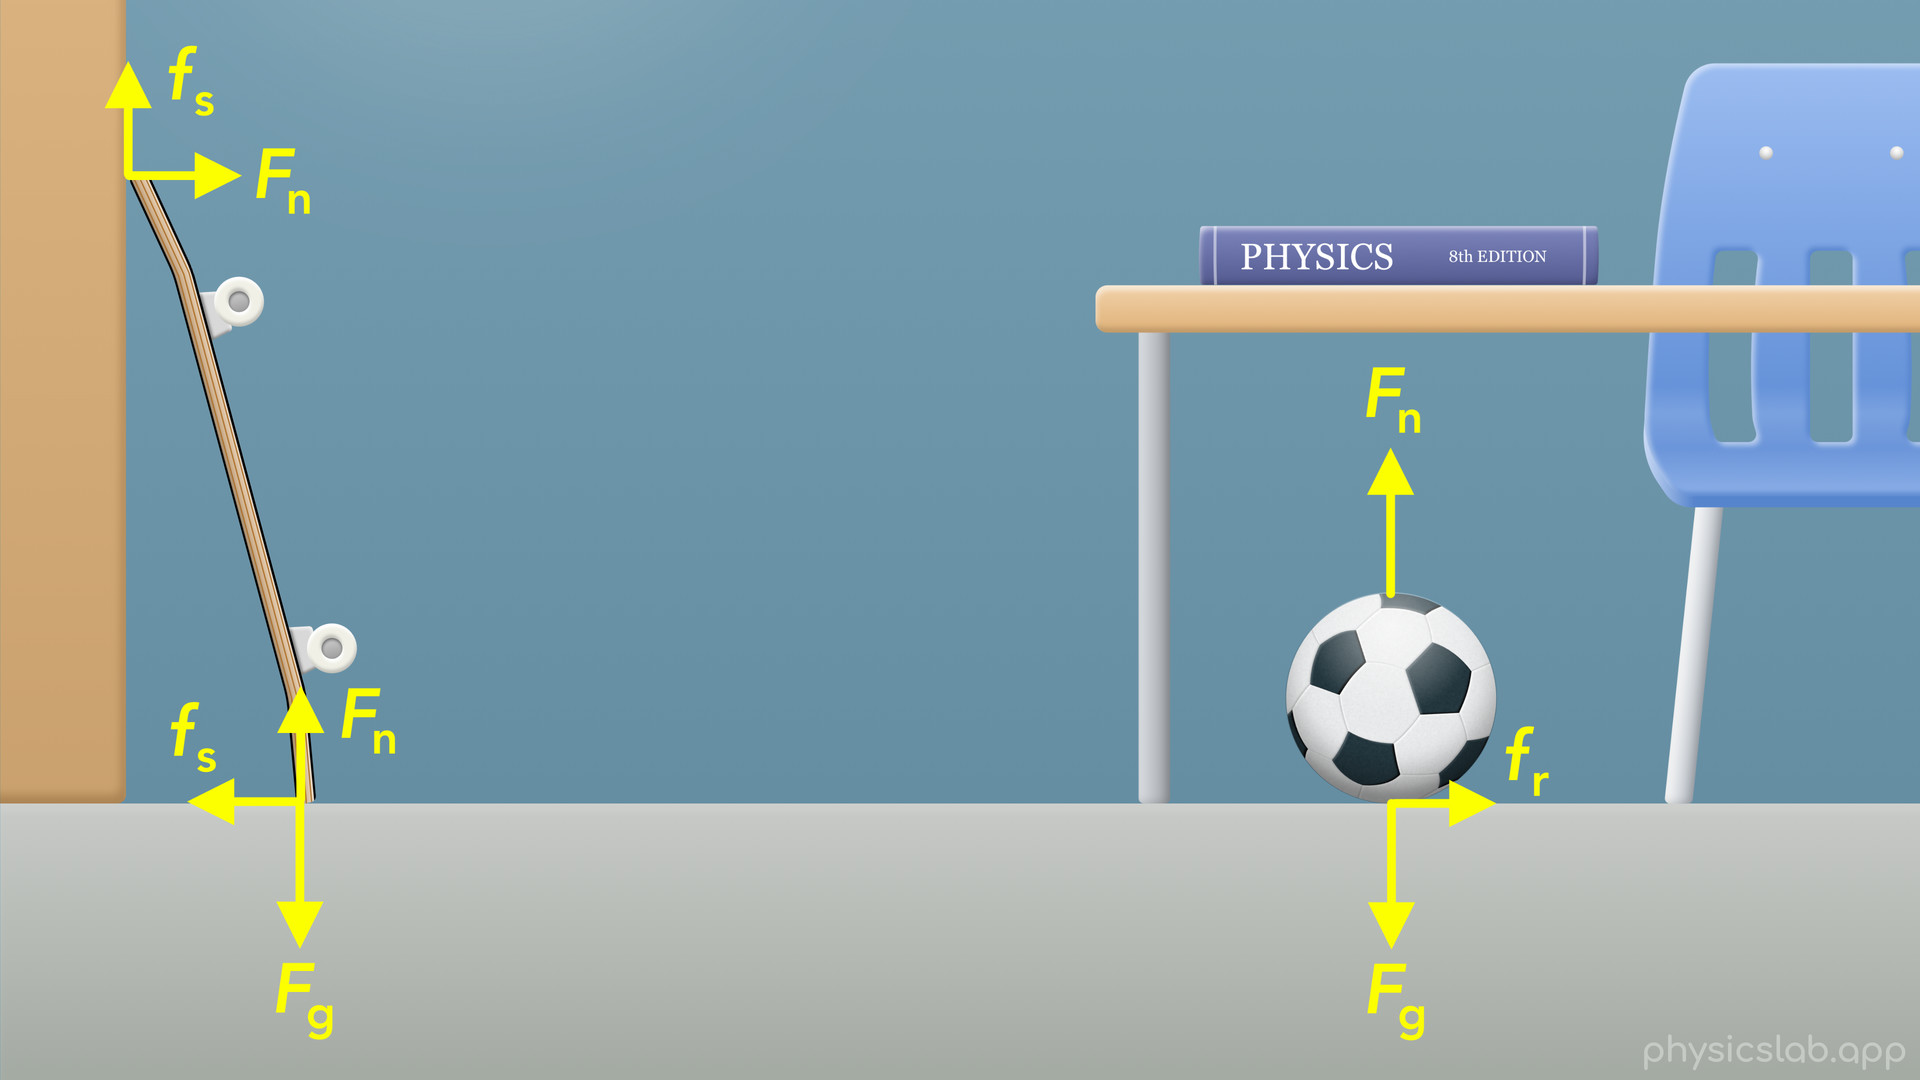 fs
Fn
PHYSICS 8th EDITION
Fn
fs
Fn
fr
Fg
Fg
physicslab.app